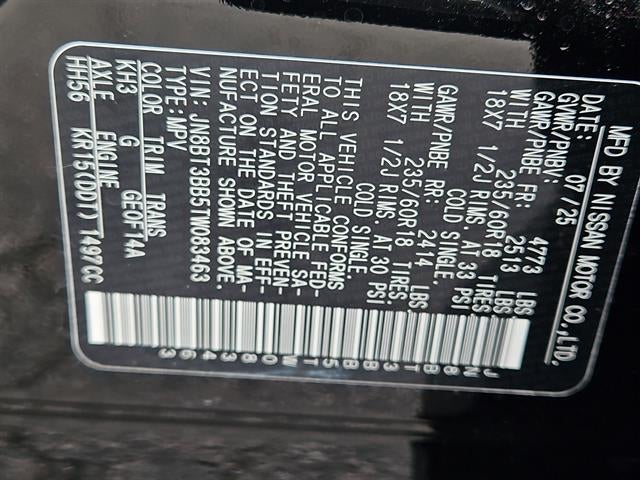 MFD BY NISSAN MOTOR CO.,LTD.
DATE: 07/25
GVWR/PNBV: 4773 LBS.
GAWR/PNBE FR: 2513 LBS.
WITH 235/60R18 TIRES
18X7 1/2J RIMS. AT 33 PSI
COLD SINGLE.
GAWR/PNBE RR: 2414 LBS.
WITH 235/60R18 TIRES
18X7 1/2J RIMS. AT 30 PSI
COLD SINGLE.
THIS VEHICLE CONFORMS
TO ALL APPLICABLE FED-
ERAL MOTOR VEHICLE SA-
FETY AND THEFT PREVEN-
TION STANDARDS IN EFF-
ECT ON THE DATE OF MA-
NUFACTURE SHOWN ABOVE.
VIN: JN8BT3BB5TW083463
TYPE:MPV
COLOR TRIM TRANS
KH3 G GE0F14A
AXLE ENGINE
HH56 KR15(DDT) 1497CC
JN8BT3BB5TW083463